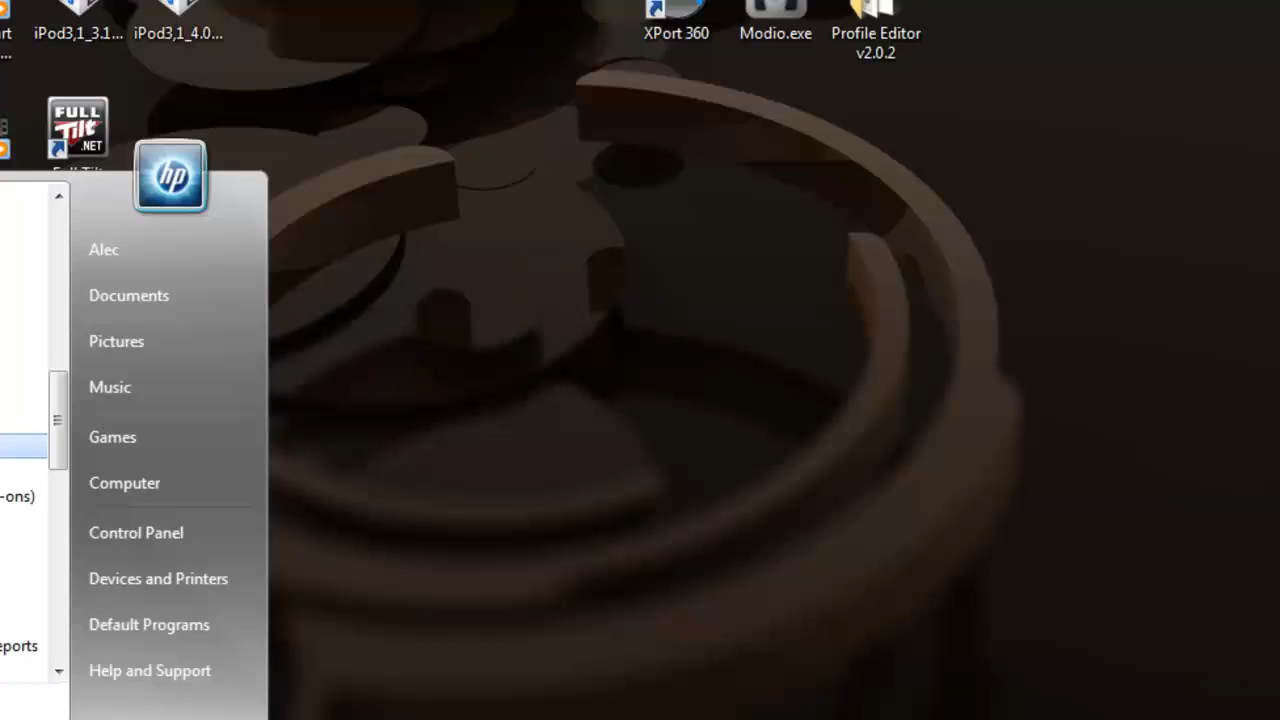 rt
...
iPod3,1_3.1...
iPod3,1_4.0...
XPort 360
Modio.exe
Profile Editor
v2.0.2
FULL
Tilt
.NET
hp
Alec
Documents
Pictures
Music
Games
Computer
-ons)
Control Panel
Devices and Printers
Default Programs
eports
Help and Support